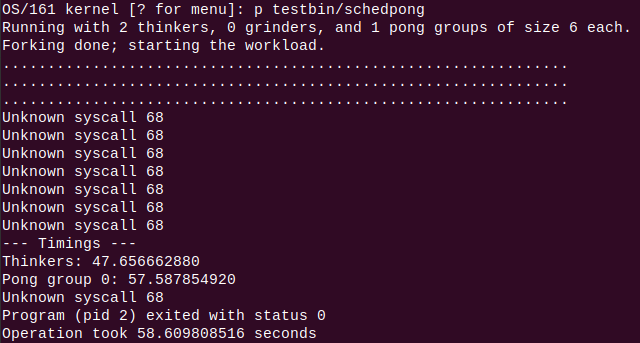 OS/161 kernel [? for menu]: p testbin/schedpong
Running with 2 thinkers, 0 grinders, and 1 pong groups of size 6 each.
Forking done; starting the workload.
...............................................................
...............................................................
...............................................................
Unknown syscall 68
Unknown syscall 68
Unknown syscall 68
Unknown syscall 68
Unknown syscall 68
Unknown syscall 68
Unknown syscall 68
--- Timings ---
Thinkers: 47.656662880
Pong group 0: 57.587854920
Unknown syscall 68
Program (pid 2) exited with status 0
Operation took 58.609808516 seconds